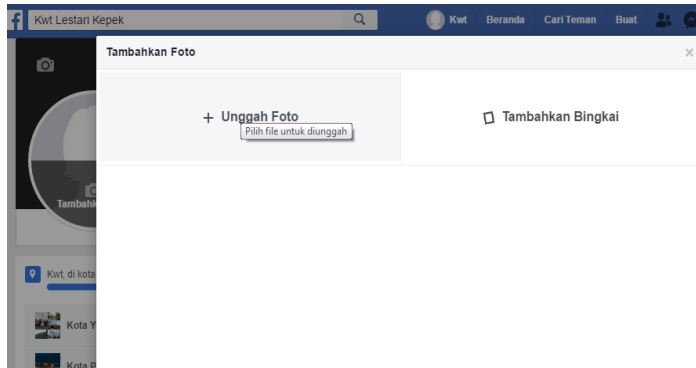 f Kwt Lestari Kepek Kwt Beranda Cari Teman Buat
Tambahkan Foto
+ Unggah Foto
Pilih file untuk diunggah
Tambahkan Bingkai
Kwt, di kota
Kota
Kota